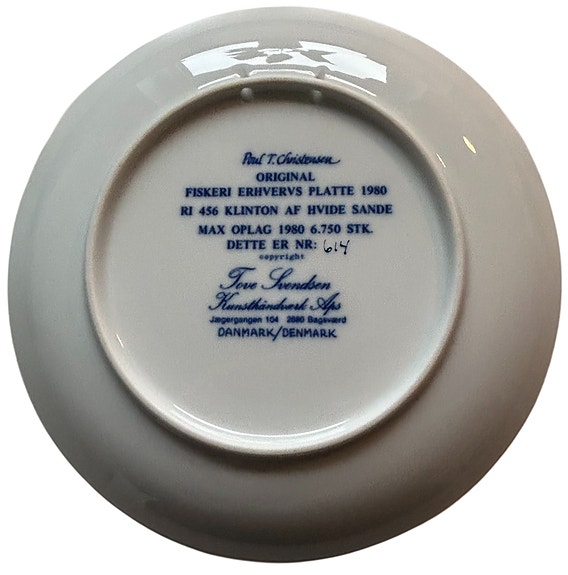 Poul T. Christensen
ORIGINAL
FISKERI ERHVERVS PLATTE 1980
RI 456 KLINTON AF HVIDE SANDE
MAX OPLAG 1980 6.750 STK.
DETTE ER NR: 614
copyright
Tove Svendsen
Kunsthåndværk Aps
Jægergangen 104 2880 Bagsværd
DANMARK/DENMARK